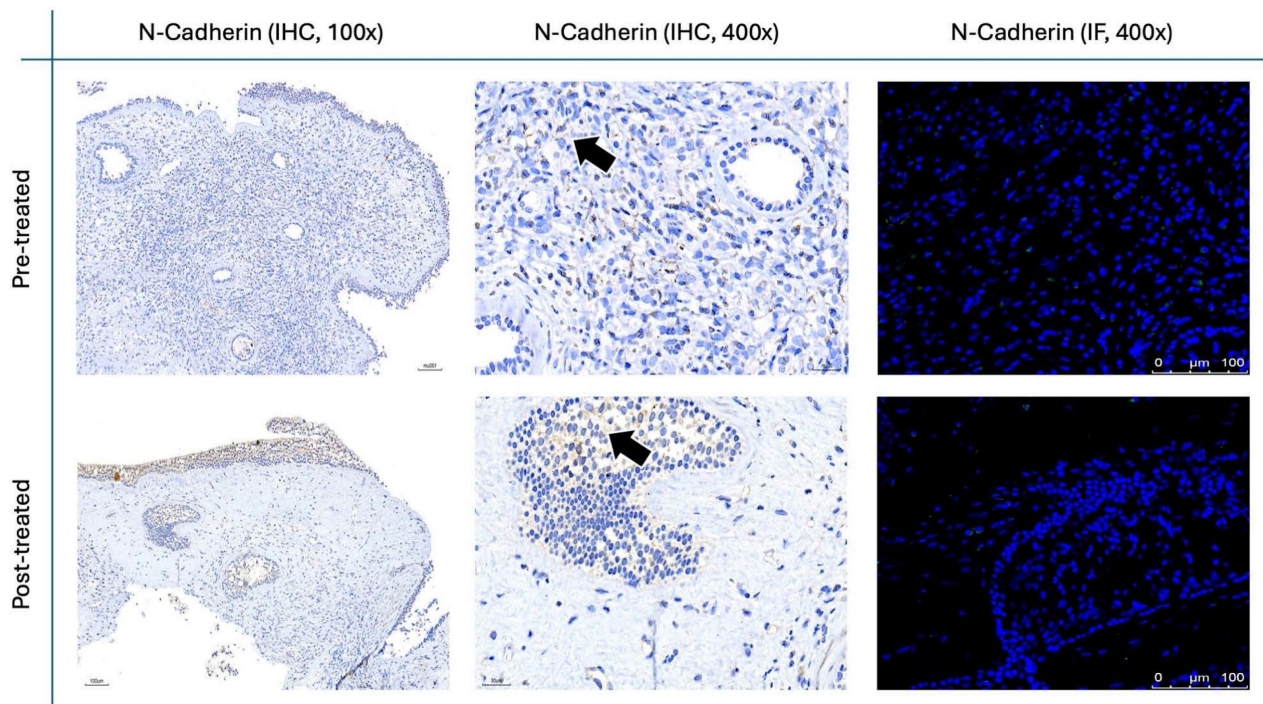 N-Cadherin (IHC, 100x) N-Cadherin (IHC, 400x) N-Cadherin (IF, 400x)
Pre-treated
0 µm 100
Post-treated
100µm
30µm
0 µm 100